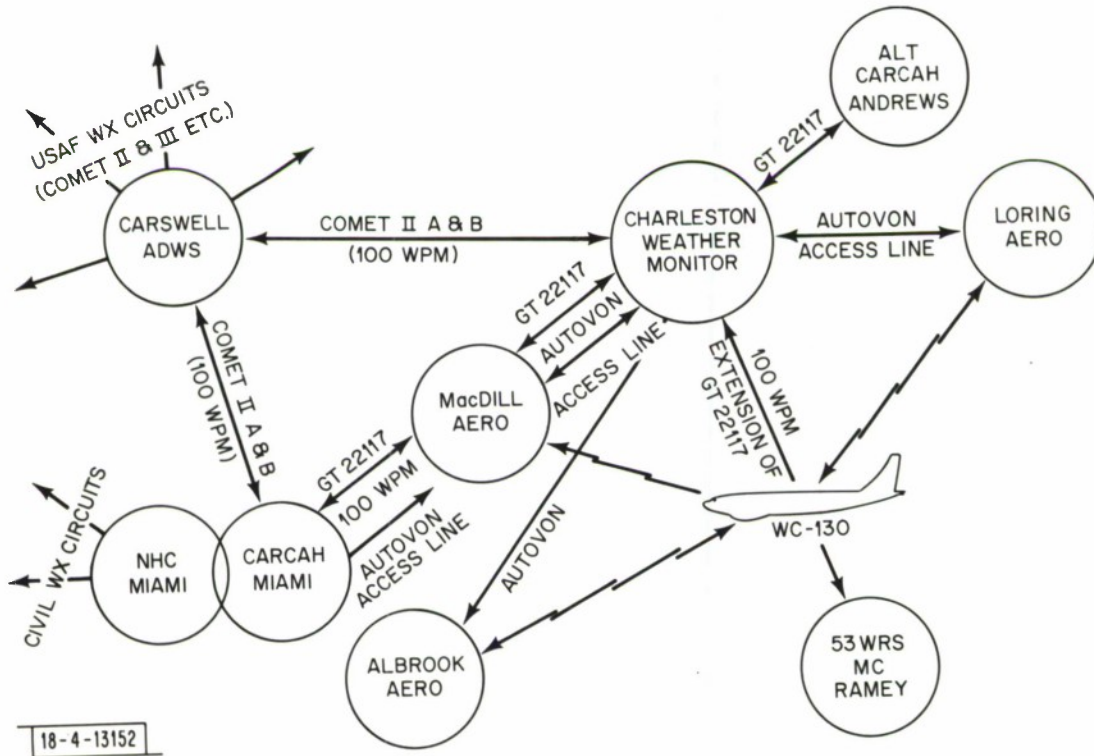 ALT
CARCAH
ANDREWS
USAF WX CIRCUITS
(COMET II & III ETC.)
GT 22117
CARSWELL
ADWS
COMET II A & B
(100 WPM)
CHARLESTON
WEATHER
MONITOR
AUTOVON
ACCESS LINE
LORING
AERO
GT 22117
AUTOVON
ACCESS LINE
COMET II A & B
(100 WPM)
MacDILL
AERO
100 WPM
EXTENSION OF
GT 22117
GT 22117
100 WPM
AUTOVON
ACCESS LINE
WC-130
CIVIL WX CIRCUITS
NHC
MIAMI
CARCAH
MIAMI
AUTOVON
ALBROOK
AERO
53 WRS
MC
RAMEY
18-4-13152